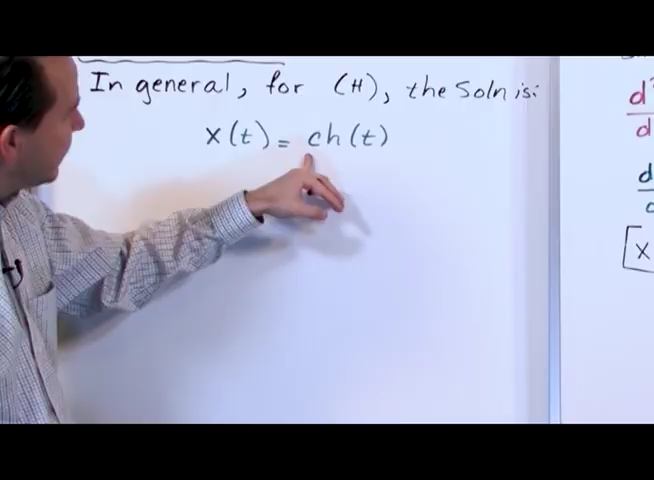 In general, for (H), the Soln is:
x(t) = ch(t)
d
d
d
x